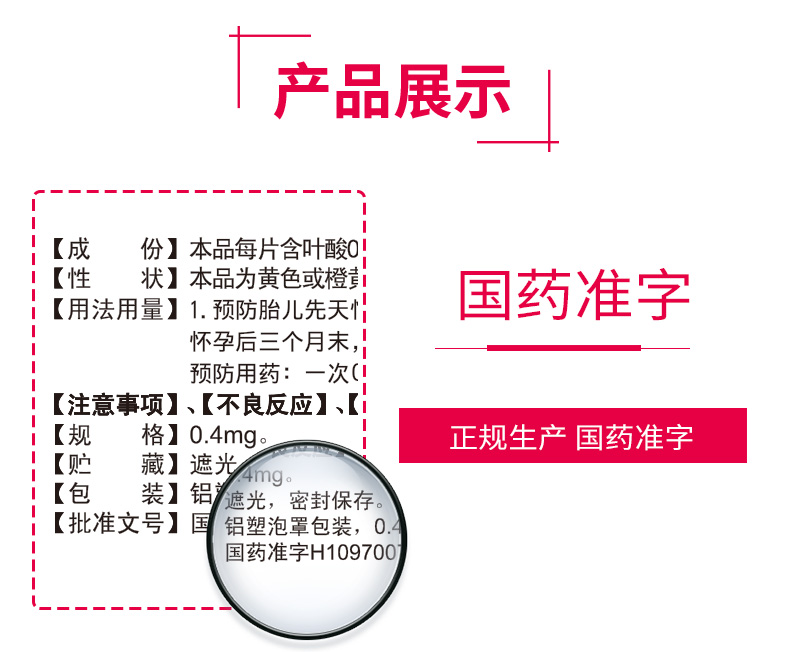 产品展示
【成 份】本品每片含叶酸0
【性 状】本品为黄色或橙黄
【用法用量】1. 预防胎儿先天
怀孕后三个月末，
预防用药：一次0
【注意事项】、【不良反应】、【
【规 格】0.4mg。
【贮 藏】遮光
【包 装】铝塑
【批准文号】国
.4mg。
遮光，密封保存。
铝塑泡罩包装，0.4
国药准字H1097007
国药准字
正规生产 国药准字